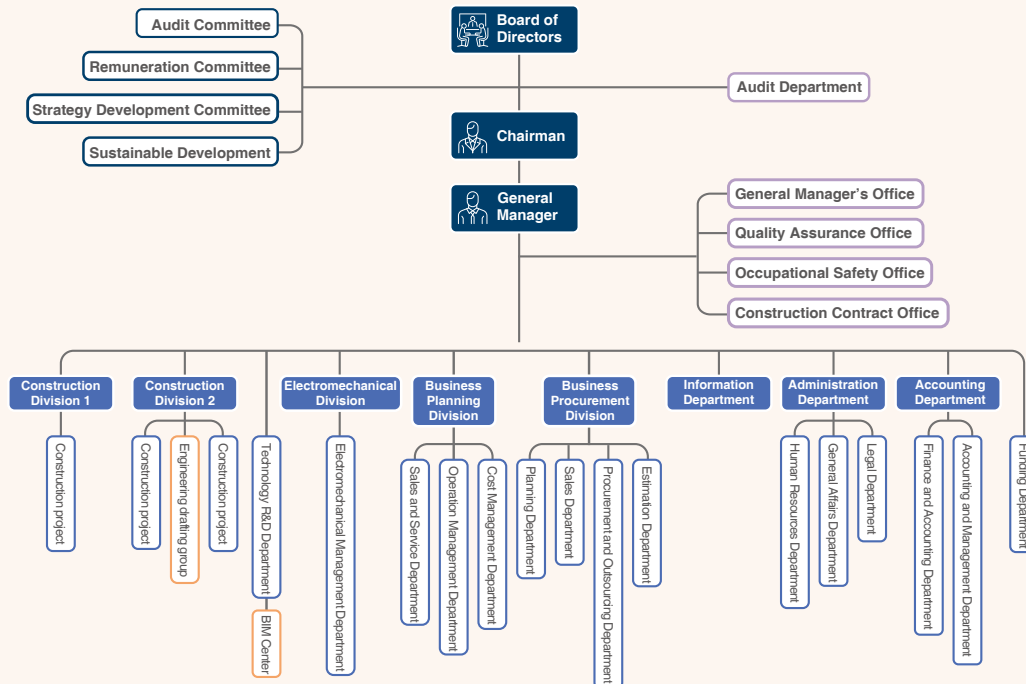 Board of
Directors
Audit Committee
Remuneration Committee
Strategy Development Committee
Sustainable Development
Audit Department
Chairman
General
Manager
General Manager's Office
Quality Assurance Office
Occupational Safety Office
Construction Contract Office
Construction
Division 1
Construction
Division 2
Electromechanical
Division
Business
Planning
Division
Business
Procurement
Division
Information
Department
Administration
Department
Accounting
Department
Construction project
Construction project
Engineering drafting group
Construction project
Technology R&D Department
BIM Center
Electromechanical Management Department
Sales and Service Department
Operation Management Department
Cost Management Department
Planning Department
Sales Department
Procurement and Outsourcing Department
Estimation Department
Human Resources Department
General Affairs Department
Legal Department
Finance and Accounting Department
Accounting and Management Department
Funding Department